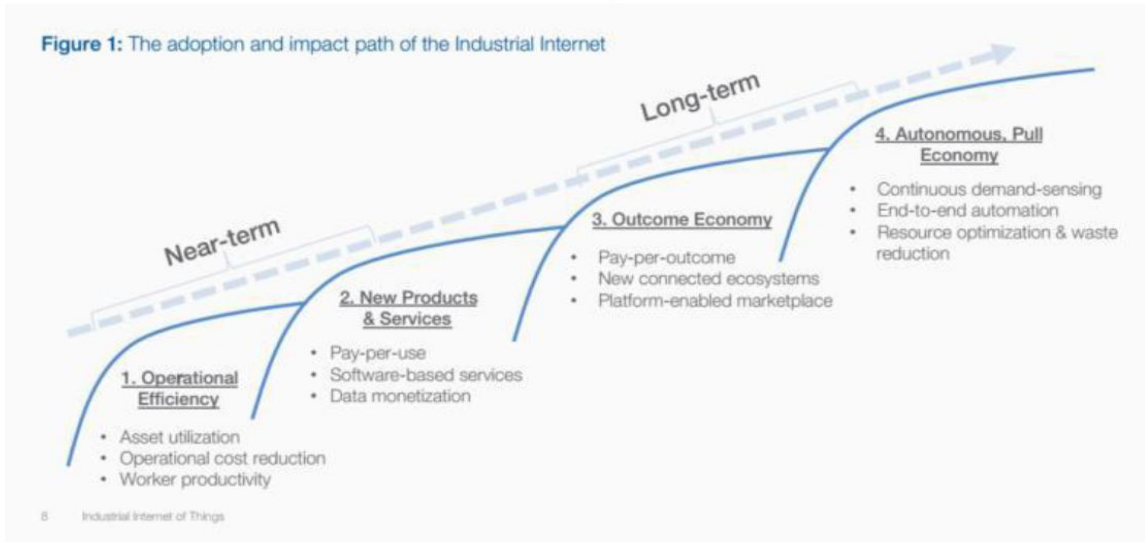 Figure 1: The adoption and impact path of the Industrial Internet
Near-term
Long-term
1. Operational
Efficiency
• Asset utilization
• Operational cost reduction
• Worker productivity
2. New Products
& Services
• Pay-per-use
• Software-based services
• Data monetization
3. Outcome Economy
• Pay-per-outcome
• New connected ecosystems
• Platform-enabled marketplace
4. Autonomous, Pull
Economy
• Continuous demand-sensing
• End-to-end automation
• Resource optimization & waste
reduction
8 Industrial Internet of Things